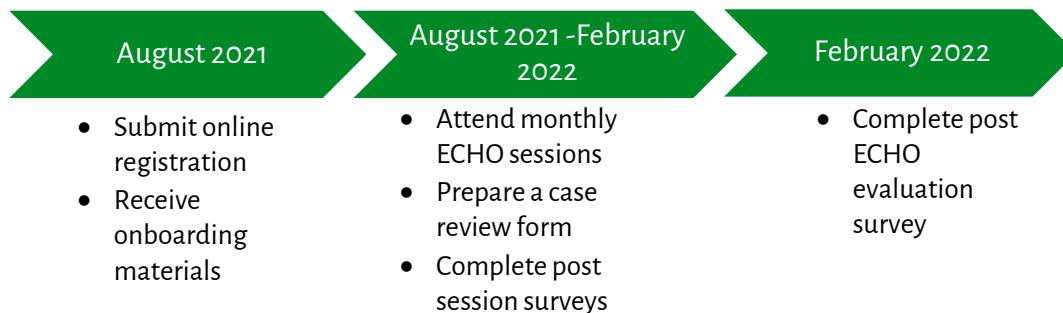 August 2021
• Submit online
registration
• Receive
onboarding
materials
August 2021 -February
2022
• Attend monthly
ECHO sessions
• Prepare a case
review form
• Complete post
session surveys
February 2022
• Complete post
ECHO
evaluation
survey